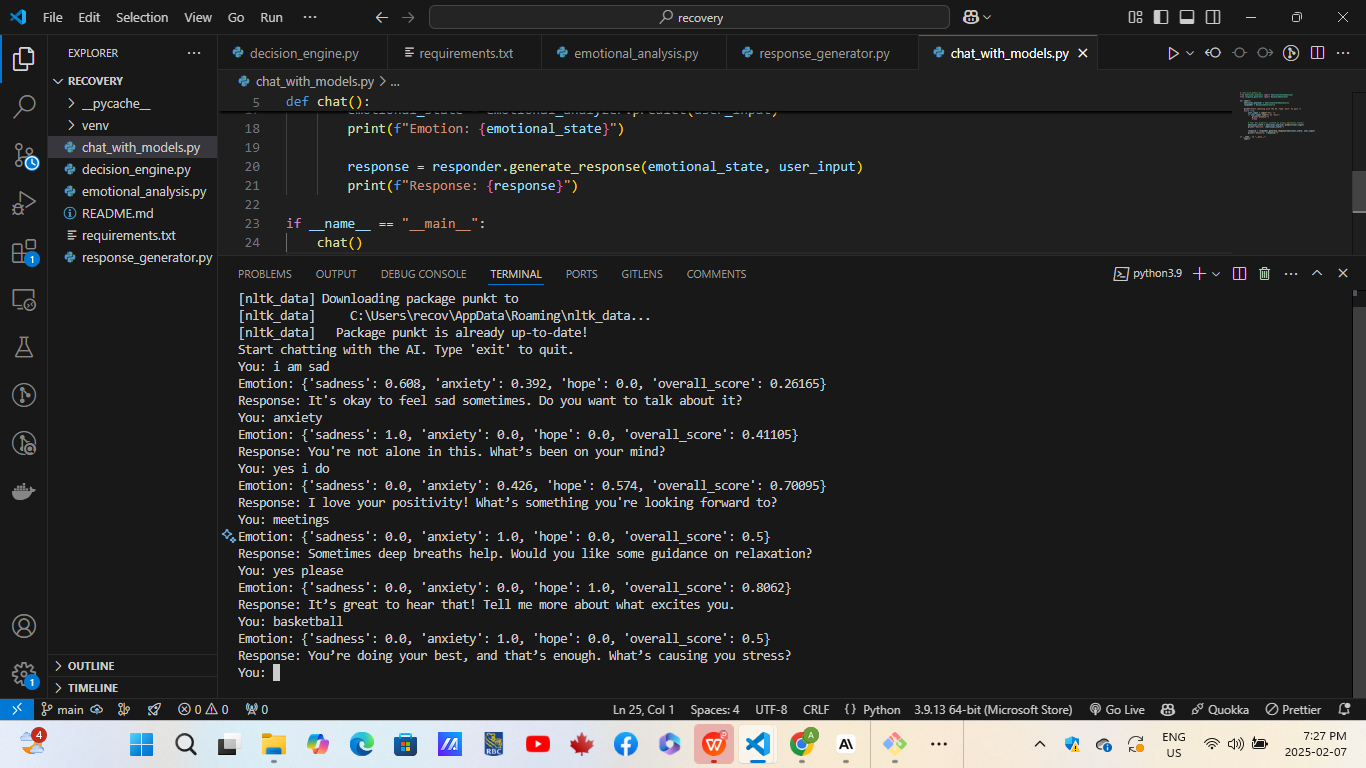 File Edit Selection View Go Run ··· recovery
EXPLORER ···
RECOVERY
__pycache__
venv
chat_with_models.py
decision_engine.py
emotional_analysis.py
README.md
requirements.txt
response_generator.py
OUTLINE
TIMELINE
decision_engine.py requirements.txt emotional_analysis.py response_generator.py chat_with_models.py
chat_with_models.py > ...
5 def chat():
18 print(f"Emotion: {emotional_state}")
19
20 response = responder.generate_response(emotional_state, user_input)
21 print(f"Response: {response}")
22
23 if __name__ == "__main__":
24 chat()
PROBLEMS OUTPUT DEBUG CONSOLE TERMINAL PORTS GITLENS COMMENTS python3.9
[nltk_data] Downloading package punkt to
[nltk_data]     C:\Users\recov\AppData\Roaming\nltk_data...
[nltk_data]   Package punkt is already up-to-date!
Start chatting with the AI. Type 'exit' to quit.
You: i am sad
Emotion: {'sadness': 0.608, 'anxiety': 0.392, 'hope': 0.0, 'overall_score': 0.26165}
Response: It's okay to feel sad sometimes. Do you want to talk about it?
You: anxiety
Emotion: {'sadness': 1.0, 'anxiety': 0.0, 'hope': 0.0, 'overall_score': 0.41105}
Response: You're not alone in this. What’s been on your mind?
You: yes i do
Emotion: {'sadness': 0.0, 'anxiety': 0.426, 'hope': 0.574, 'overall_score': 0.70095}
Response: I love your positivity! What’s something you're looking forward to?
You: meetings
Emotion: {'sadness': 0.0, 'anxiety': 1.0, 'hope': 0.0, 'overall_score': 0.5}
Response: Sometimes deep breaths help. Would you like some guidance on relaxation?
You: yes please
Emotion: {'sadness': 0.0, 'anxiety': 0.0, 'hope': 1.0, 'overall_score': 0.8062}
Response: It’s great to hear that! Tell me more about what excites you.
You: basketball
Emotion: {'sadness': 0.0, 'anxiety': 1.0, 'hope': 0.0, 'overall_score': 0.5}
Response: You’re doing your best, and that’s enough. What’s causing you stress?
You:
1
1
main 0 0 0 Ln 25, Col 1 Spaces: 4 UTF-8 CRLF {} Python 3.9.13 64-bit (Microsoft Store) Go Live Quokka Prettier
4 RBC A ENG 7:27 PM
US 2025-02-07